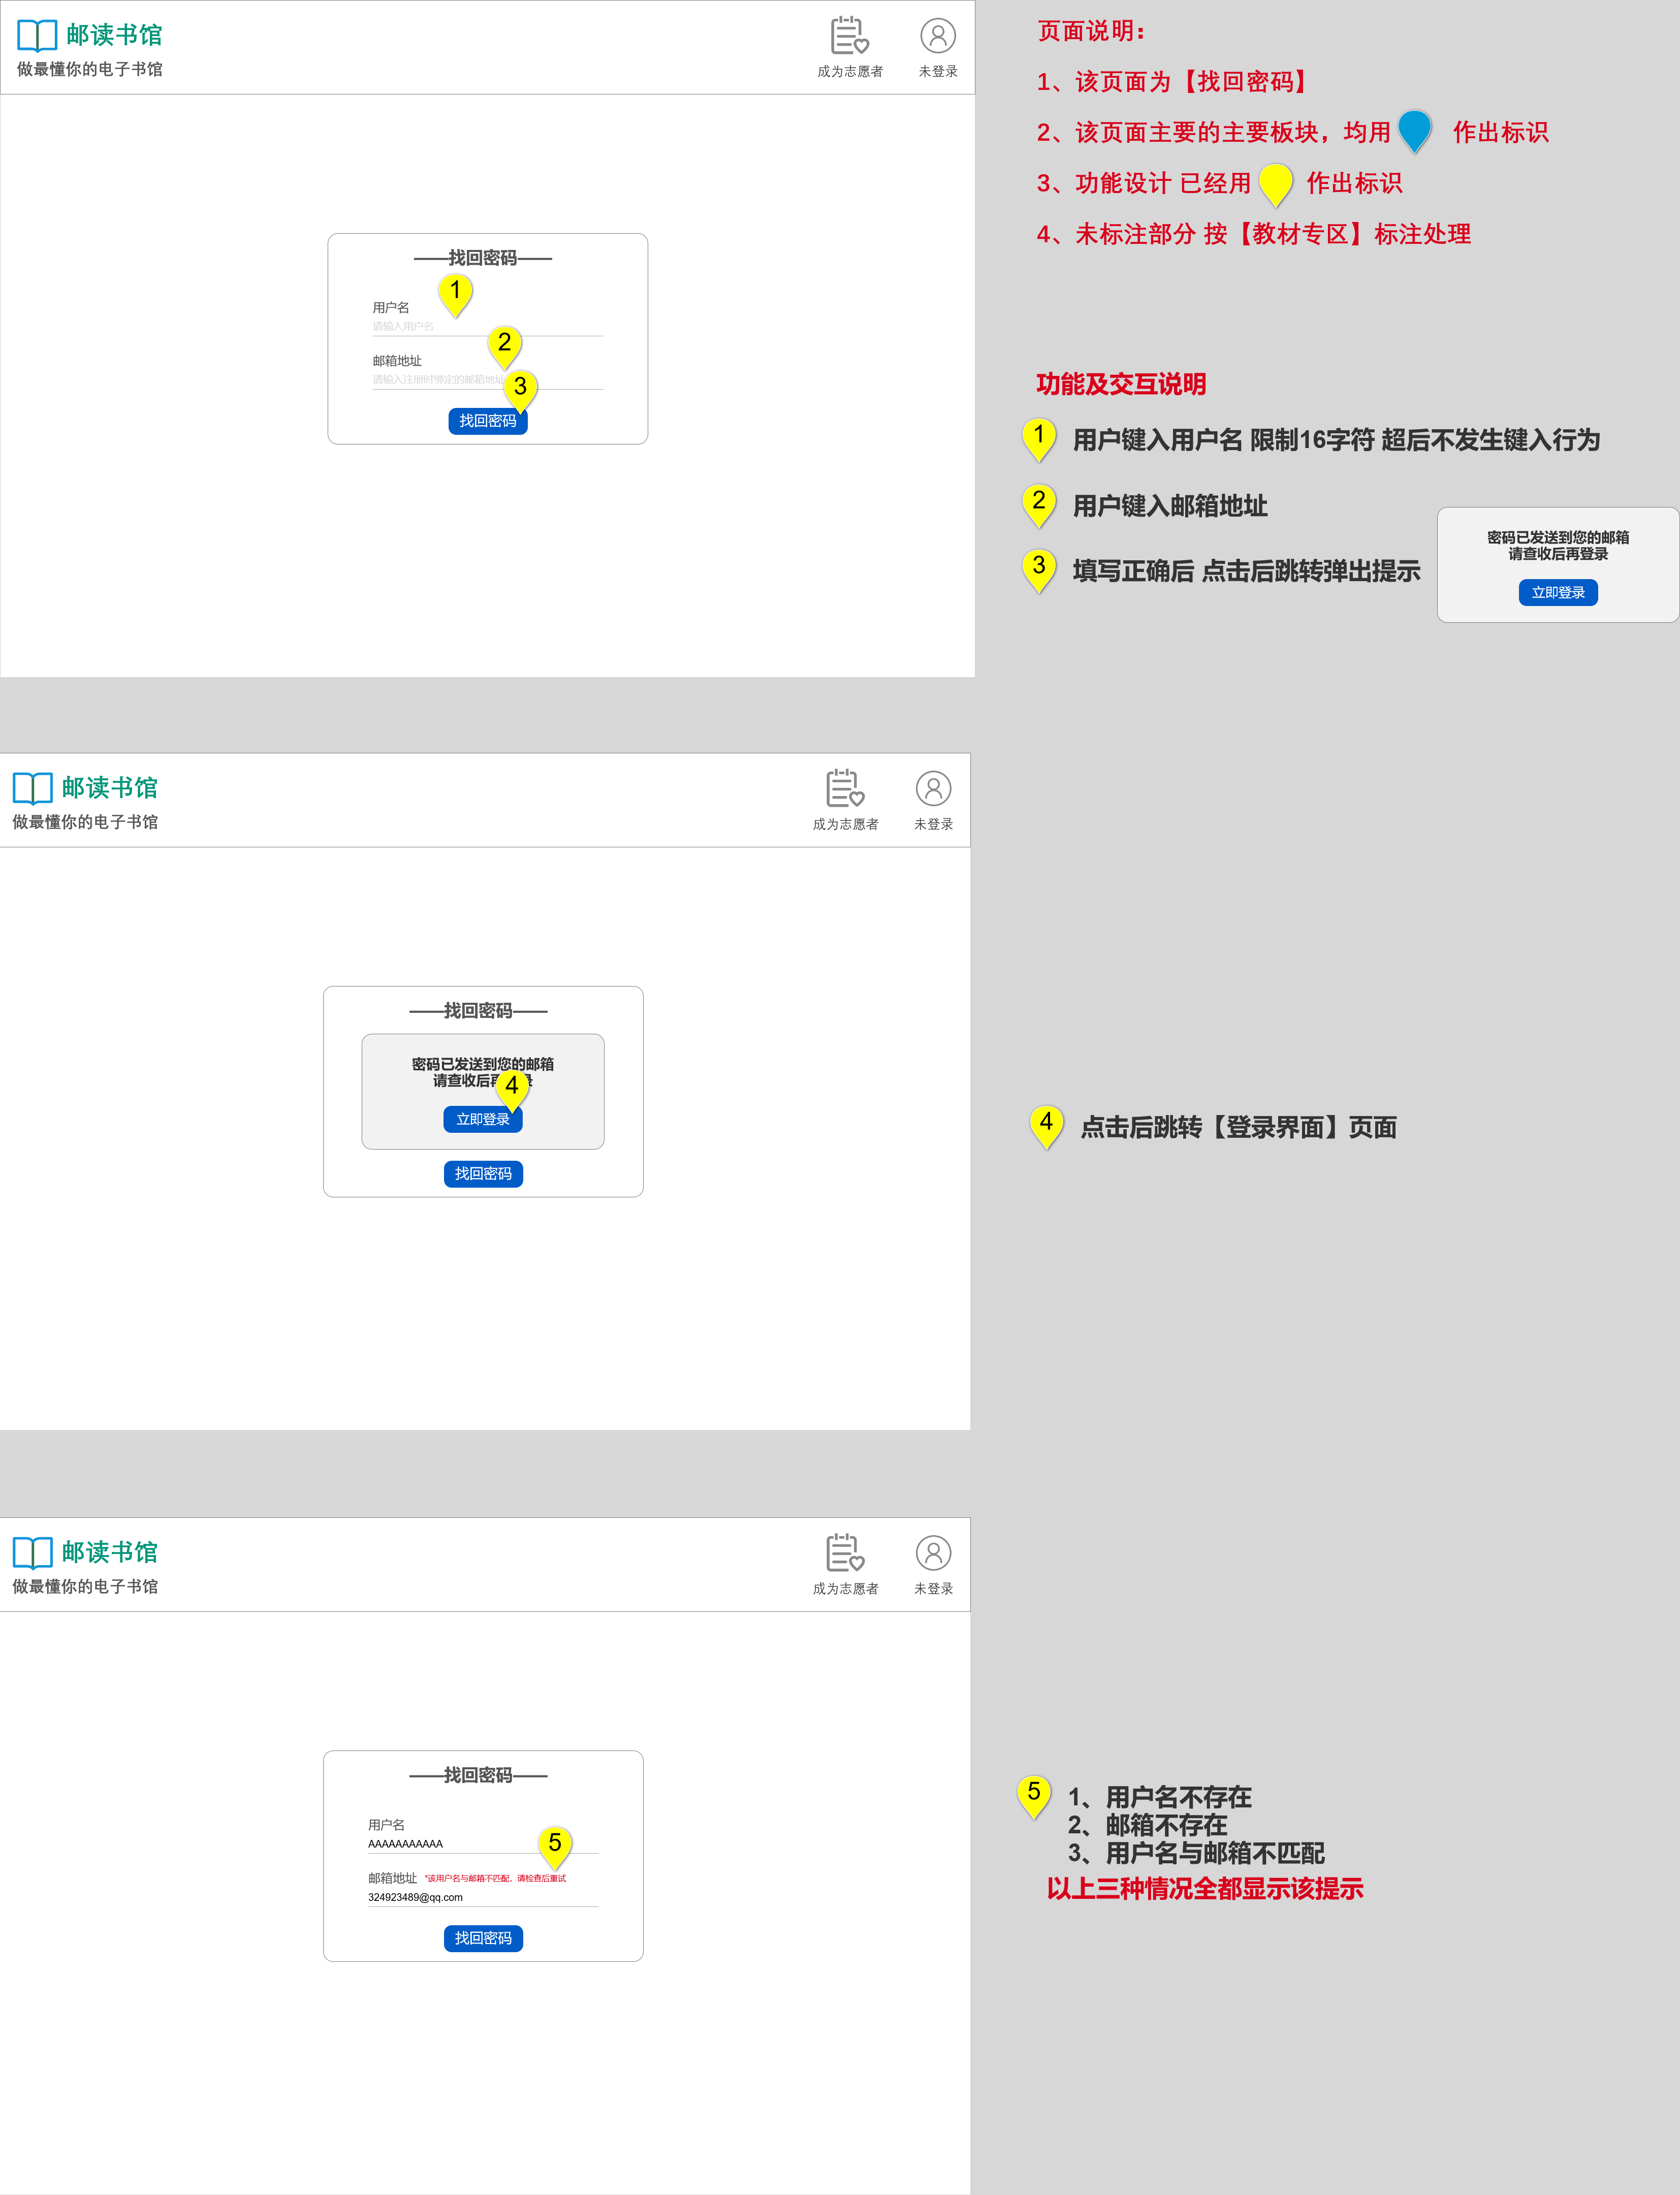 邮读书馆
做最懂你的电子书馆
成为志愿者
未登录
——找回密码——
1
用户名
请输入用户名
2
邮箱地址
请输入注册时绑定的邮箱地址
3
找回密码
页面说明：
1、该页面为【找回密码】
2、该页面主要的主要板块，均用 作出标识
3、功能设计 已经用 作出标识
4、未标注部分 按【教材专区】标注处理
功能及交互说明
1 用户键入用户名 限制16字符 超后不发生键入行为
2 用户键入邮箱地址
3 填写正确后 点击后跳转弹出提示
密码已发送到您的邮箱
请查收后再登录
立即登录
邮读书馆
做最懂你的电子书馆
成为志愿者
未登录
——找回密码——
密码已发送到您的邮箱
请查收后再登录
4
立即登录
找回密码
4 点击后跳转【登录界面】页面
邮读书馆
做最懂你的电子书馆
成为志愿者
未登录
——找回密码——
用户名
AAAAAAAAAAA
5
邮箱地址 *该用户名与邮箱不匹配，请检查后重试
324923489@qq.com
找回密码
5
1、用户名不存在
2、邮箱不存在
3、用户名与邮箱不匹配
以上三种情况全都显示该提示